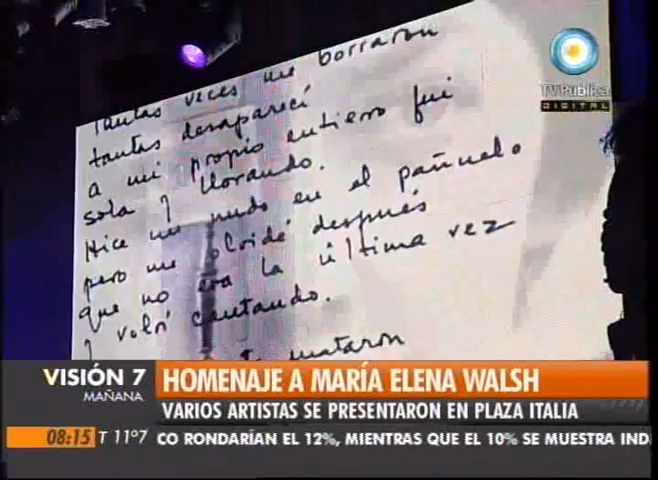 Tantas veces me borraron
tantas desaparecí
a mi propio entierro fui
sola y llorando.
Hice un nudo en el pañuelo
pero me olvidé después
que no era la última vez
y volví cantando.
mataron
TV Pública
DIGITAL
VISIÓN 7
MAÑANA
HOMENAJE A MARÍA ELENA WALSH
VARIOS ARTISTAS SE PRESENTARON EN PLAZA ITALIA
08:15 T 11°7 CO RONDARÍAN EL 12%, MIENTRAS QUE EL 10% SE MUESTRA IND